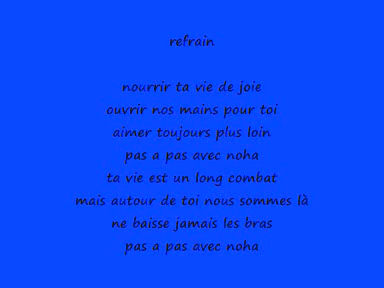 refrain
nourrir ta vie de joie
ouvrir nos mains pour toi
aimer toujours plus loin
pas a pas avec noha
ta vie est un long combat
mais autour de toi nous sommes là
ne baisse jamais les bras
pas a pas avec noha